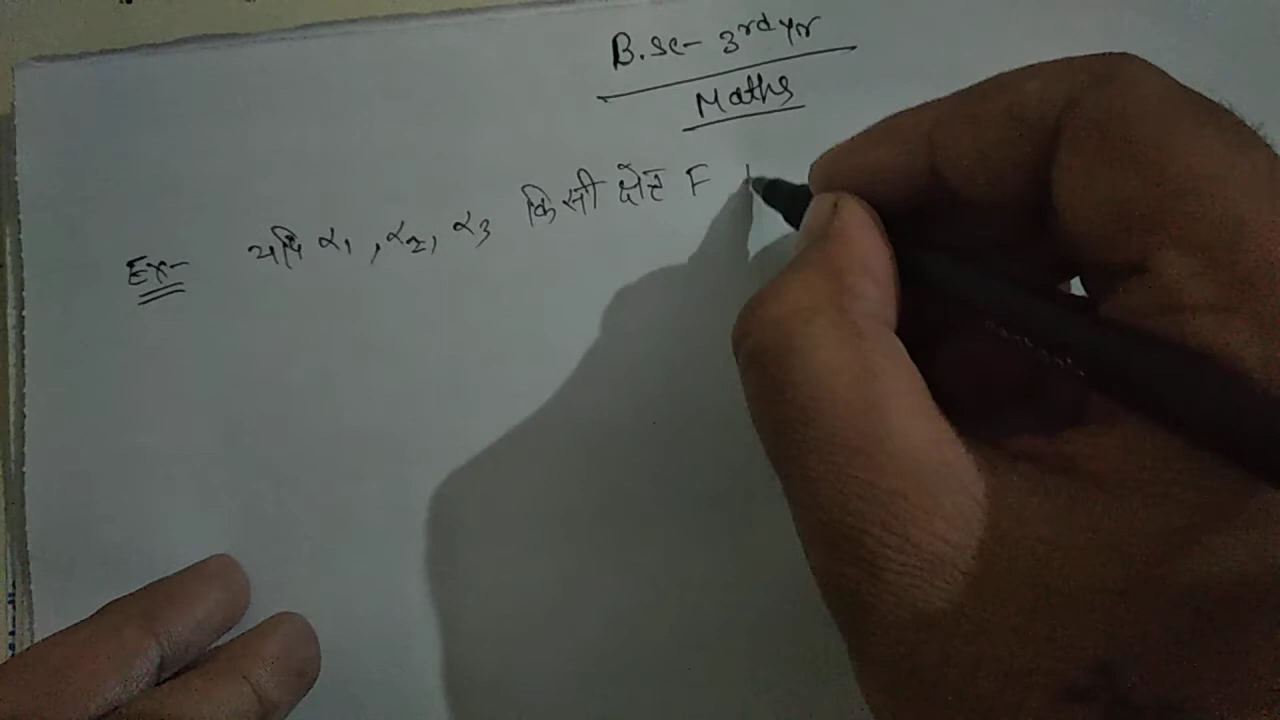 B.sc- 3rd yr
Maths
Ex- यदि α1, α2, α3 किसी क्षेत्र F